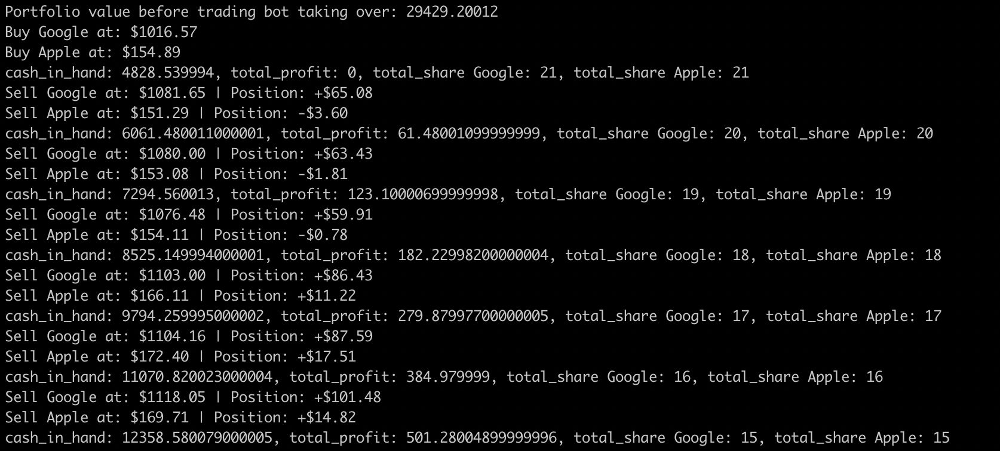 Portfolio value before trading bot taking over: 29429.20012
Buy Google at: $1016.57
Buy Apple at: $154.89
cash_in_hand: 4828.539994, total_profit: 0, total_share Google: 21, total_share Apple: 21
Sell Google at: $1081.65 | Position: +$65.08
Sell Apple at: $151.29 | Position: -$3.60
cash_in_hand: 6061.480011000001, total_profit: 61.48001099999999, total_share Google: 20, total_share Apple: 20
Sell Google at: $1080.00 | Position: +$63.43
Sell Apple at: $153.08 | Position: -$1.81
cash_in_hand: 7294.560013, total_profit: 123.10000699999998, total_share Google: 19, total_share Apple: 19
Sell Google at: $1076.48 | Position: +$59.91
Sell Apple at: $154.11 | Position: -$0.78
cash_in_hand: 8525.149994000001, total_profit: 182.22998200000004, total_share Google: 18, total_share Apple: 18
Sell Google at: $1103.00 | Position: +$86.43
Sell Apple at: $166.11 | Position: +$11.22
cash_in_hand: 9794.259995000002, total_profit: 279.87997700000005, total_share Google: 17, total_share Apple: 17
Sell Google at: $1104.16 | Position: +$87.59
Sell Apple at: $172.40 | Position: +$17.51
cash_in_hand: 11070.820023000004, total_profit: 384.979999, total_share Google: 16, total_share Apple: 16
Sell Google at: $1118.05 | Position: +$101.48
Sell Apple at: $169.71 | Position: +$14.82
cash_in_hand: 12358.580079000005, total_profit: 501.28004899999996, total_share Google: 15, total_share Apple: 15